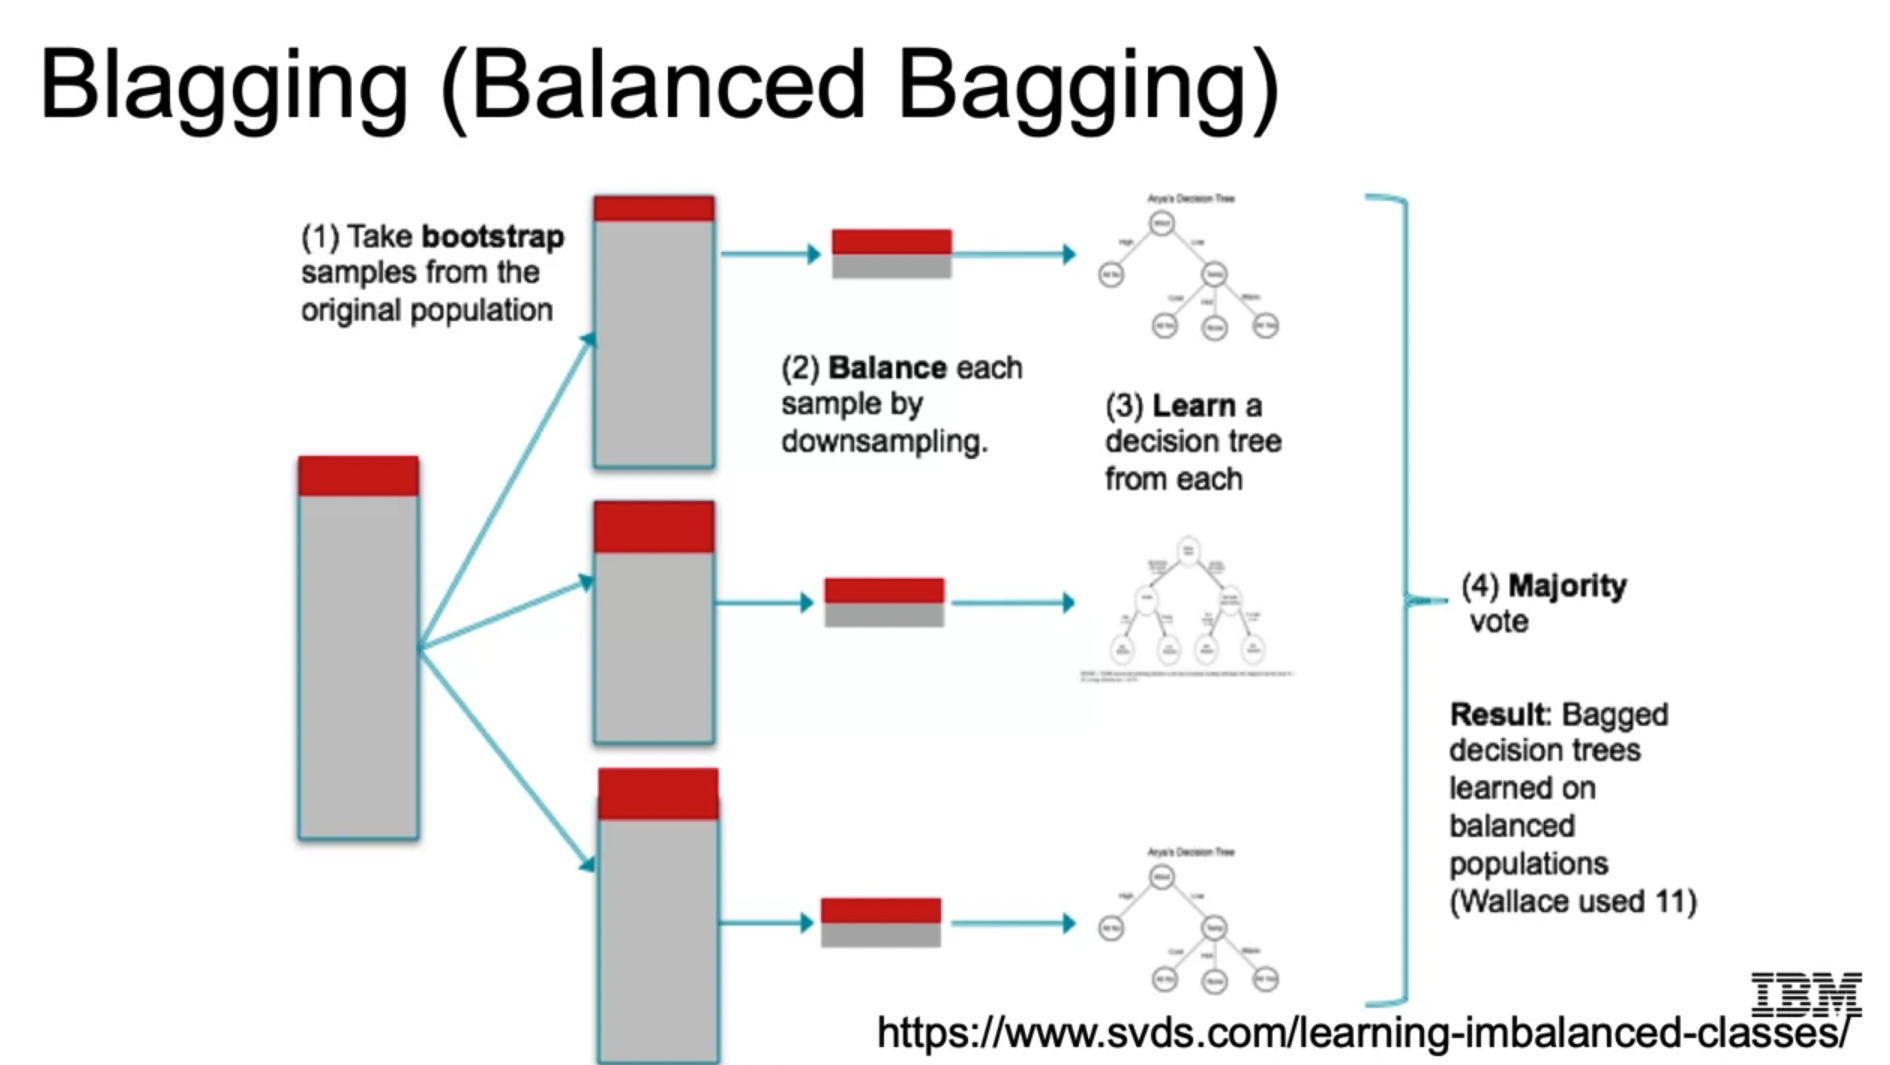 Blagging (Balanced Bagging)
(1) Take bootstrap
samples from the
original population
(2) Balance each
sample by
downsampling.
Arya's Decision Tree
High
Low
(3) Learn a
decision tree
from each
(4) Majority
vote
Result: Bagged
decision trees
learned on
balanced
populations
(Wallace used 11)
Arya's Decision Tree
High
Low
IBM
https://www.svds.com/learning-imbalanced-classes/